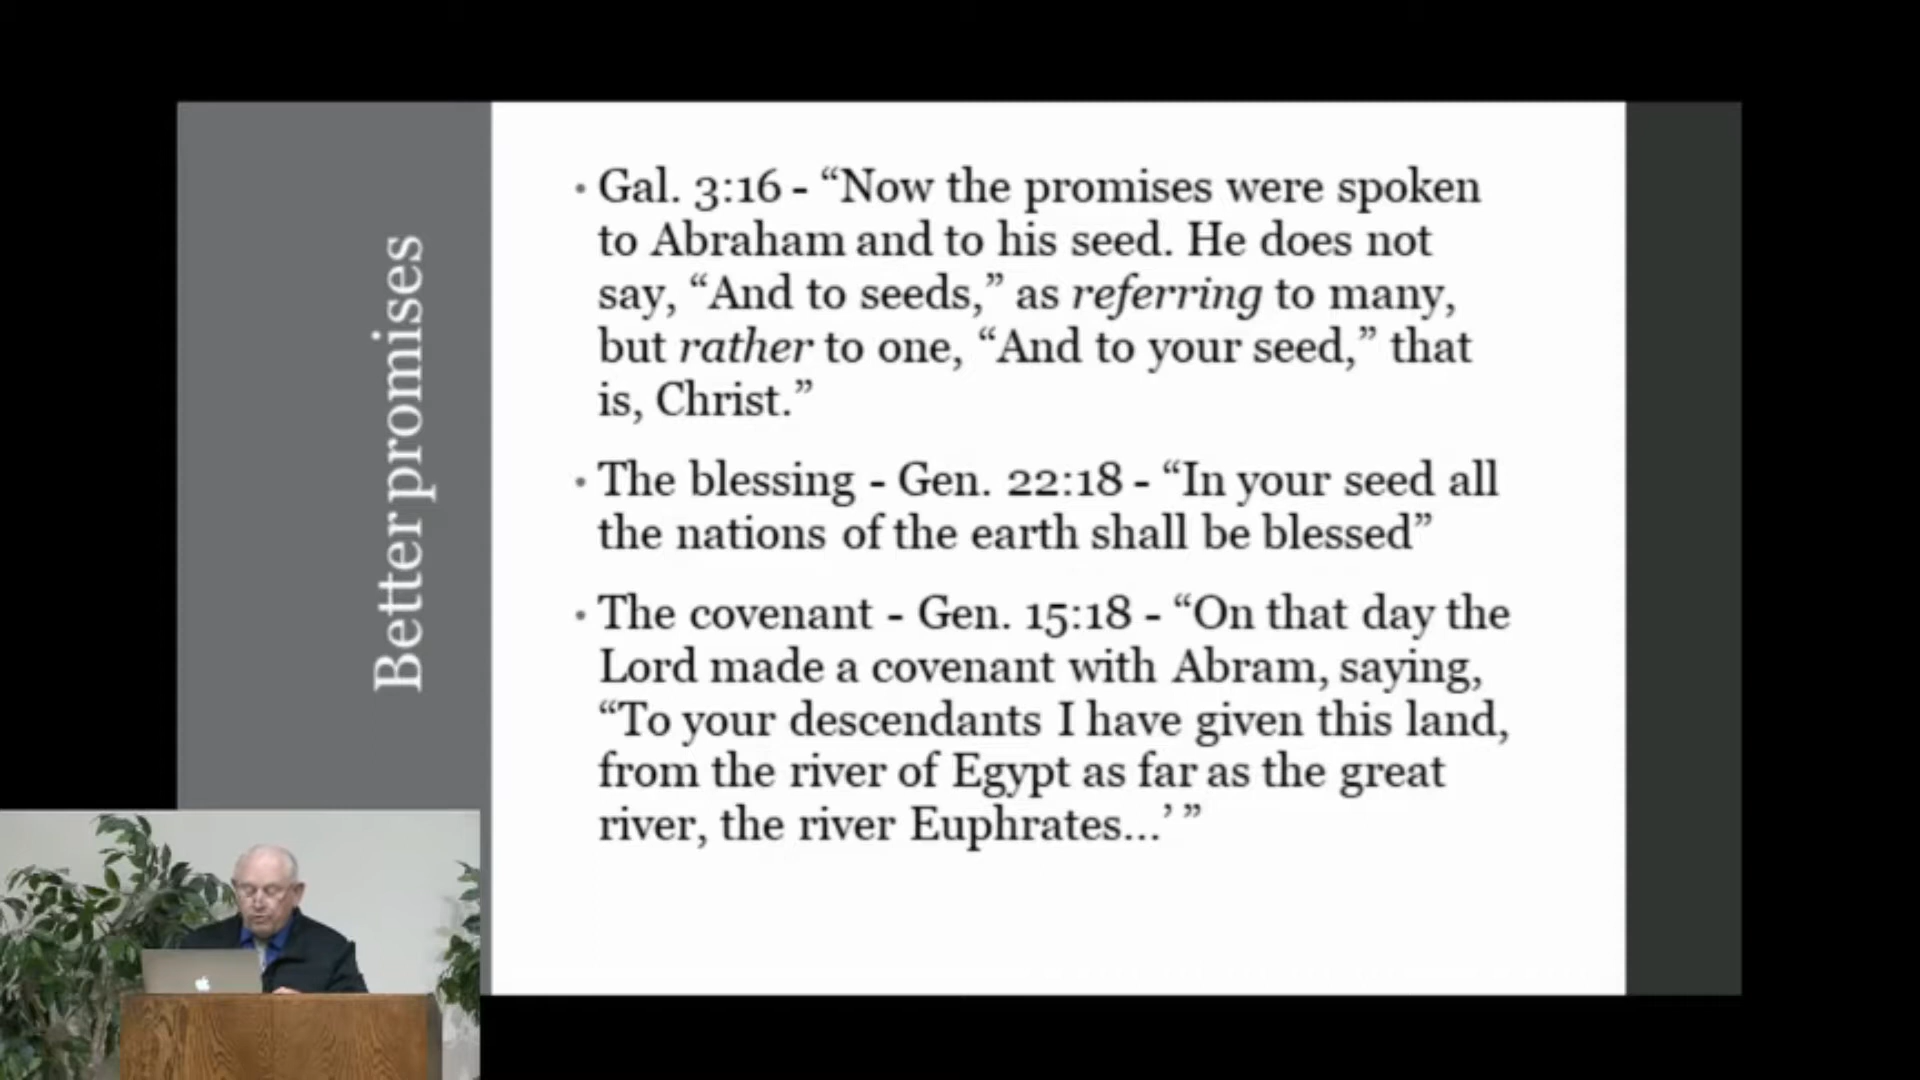 Better promises
• Gal. 3:16 - “Now the promises were spoken
to Abraham and to his seed. He does not
say, “And to seeds,” as referring to many,
but rather to one, “And to your seed,” that
is, Christ.”
• The blessing - Gen. 22:18 - “In your seed all
the nations of the earth shall be blessed”
• The covenant - Gen. 15:18 - “On that day the
Lord made a covenant with Abram, saying,
“To your descendants I have given this land,
from the river of Egypt as far as the great
river, the river Euphrates...’ ”